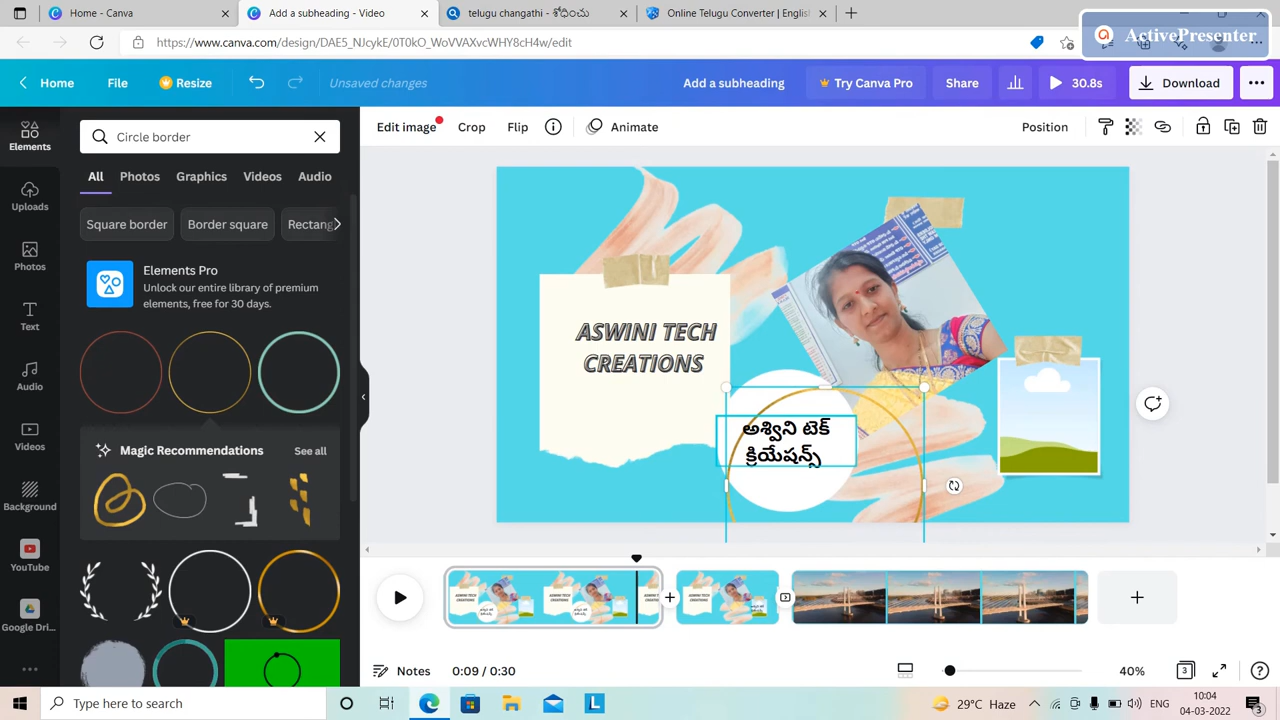 Canva - Home
Add a subheading - Video
telugu changathi - శోధించు
Online Telugu Converter | Englis
ActivePresenter
https://www.canva.com/design/DAE5_NJcykE/0T0kO_WoVVAXvcWHY8cH4w/edit
Home
File
Resize
Unsaved changes
Add a subheading
Try Canva Pro
Share
30.8s
Download
Elements
Circle border
Edit image
Crop
Flip
Animate
Position
All
Photos
Graphics
Videos
Audio
Square border
Border square
Rectang
Elements Pro
Unlock our entire library of premium
elements, free for 30 days.
Magic Recommendations
See all
Uploads
Photos
Text
Audio
Videos
Background
YouTube
Google Dri...
ASWINI TECH
CREATIONS
అశ్విని టెక్
క్రియేషన్స్
Notes
0:09 / 0:30
40%
3
Type here to search
29°C Haze
ENG
10:04
04-03-2022
3